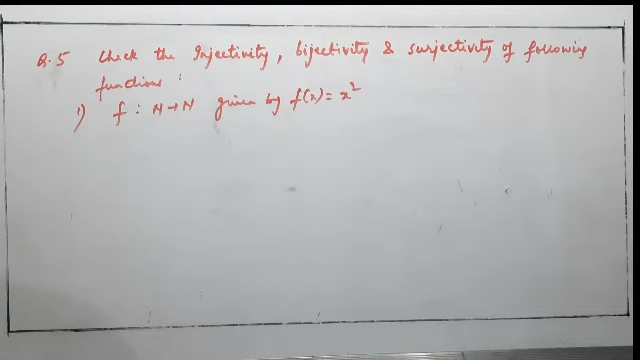 Q.5 Check the Injectivity, bijectivity & surjectivity of following
functions :
1) f : N→N given by f(x) = x²